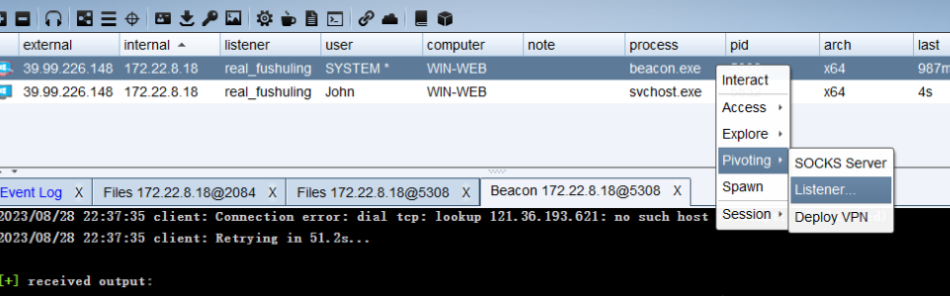 external internal listener user computer note process pid arch last
39.99.226.148 172.22.8.18 real_fushuling SYSTEM * WIN-WEB beacon.exe x64 987m
39.99.226.148 172.22.8.18 real_fushuling John WIN-WEB svchost.exe x64 4s
Interact
Access
Explore
Pivoting
Spawn
Session
SOCKS Server
Listener...
Deploy VPN
Event Log X Files 172.22.8.18@2084 X Files 172.22.8.18@5308 X Beacon 172.22.8.18@5308 X
2023/08/28 22:37:35 client: Connection error: dial tcp: lookup 121.36.193.621: no such host
2023/08/28 22:37:35 client: Retrying in 51.2s...
[+] received output: